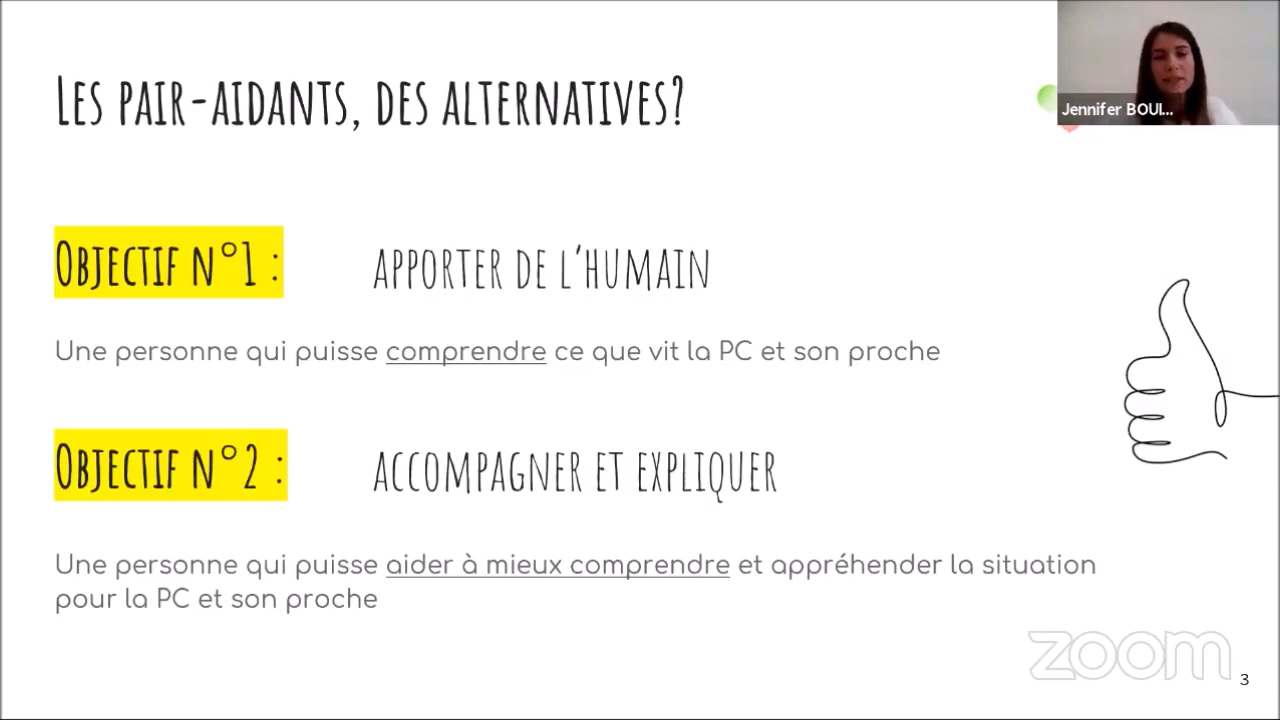 Les pair-aidants, des alternatives?
Jennifer BOUI...
Objectif n°1 : apporter de l'humain
Une personne qui puisse comprendre ce que vit la PC et son proche
Objectif n°2 : accompagner et expliquer
Une personne qui puisse aider à mieux comprendre et appréhender la situation
pour la PC et son proche
zoom
3